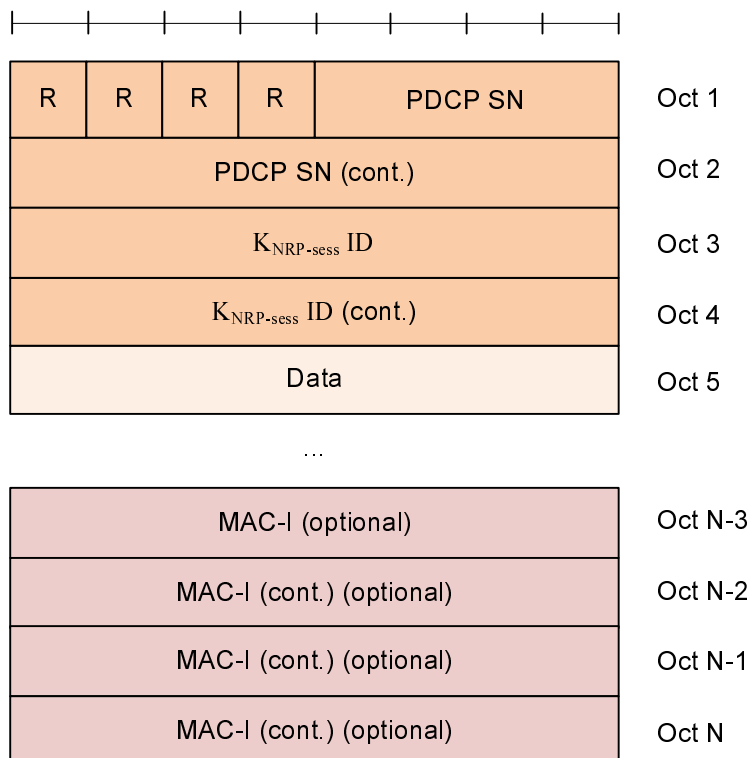 R R R R PDCP SN Oct 1
PDCP SN (cont.) Oct 2
KNRP-sess ID Oct 3
KNRP-sess ID (cont.) Oct 4
Data Oct 5
...
MAC-I (optional) Oct N-3
MAC-I (cont.) (optional) Oct N-2
MAC-I (cont.) (optional) Oct N-1
MAC-I (cont.) (optional) Oct N